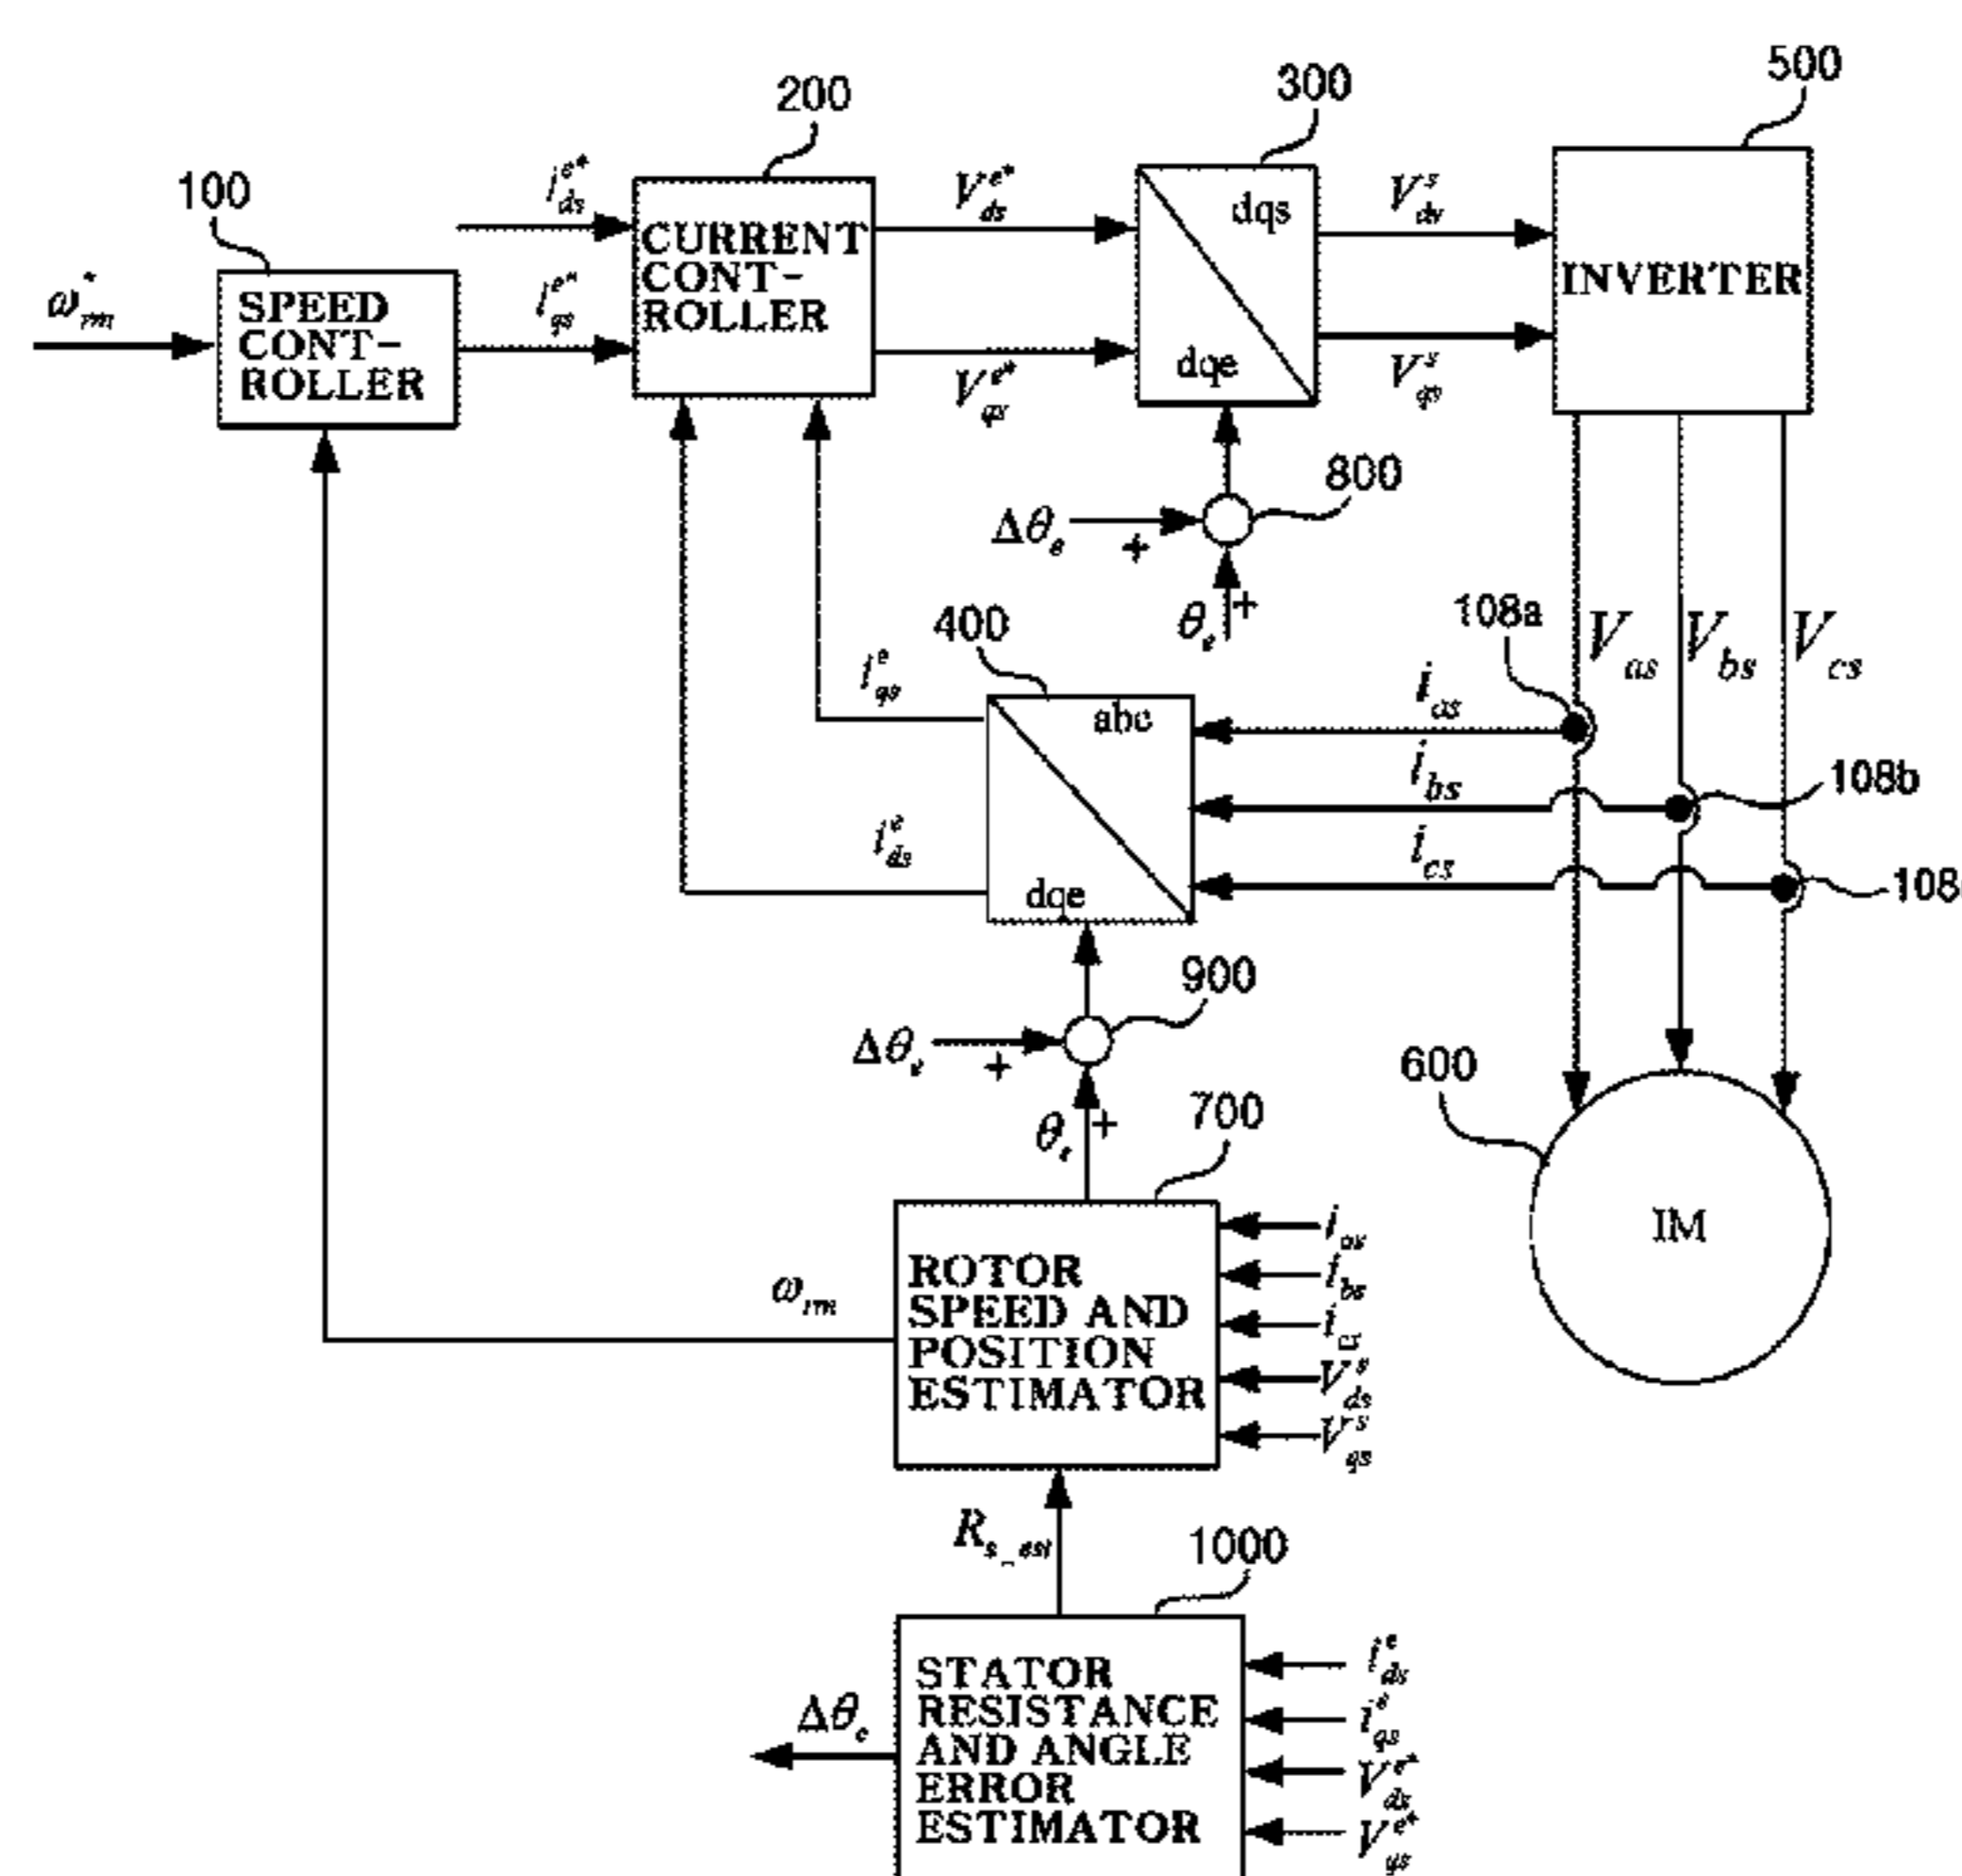 500
300
200
i_ds^e*
V_ds^e*
dqs
V_ds^s
100
CURRENT
CONT-
ROLLER
INVERTER
ω_rm^*
SPEED
CONT-
ROLLER
i_qs^e*
V_qs^e*
dqe
V_qs^s
800
Δθ_e
+
θ_e
+
108a
V_as
V_bs
V_cs
400
i_qs^e
abc
i_as
i_bs
108b
i_ds^e
i_cs
dqe
108
900
Δθ_e
+
600
θ_e
+
700
IM
ω_rm
ROTOR
SPEED AND
POSITION
ESTIMATOR
i_as
i_bs
i_cs
V_ds^s
V_qs^s
R_s_est
1000
Δθ_e
STATOR
RESISTANCE
AND ANGLE
ERROR
ESTIMATOR
i_ds^e
i_qs^e
V_ds^e*
V_qs^e*